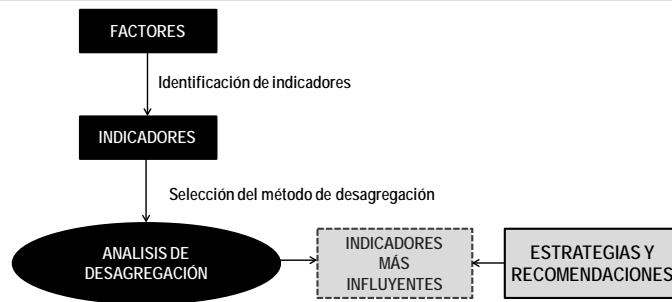 FACTORES
Identificación de indicadores
INDICADORES
Selección del método de desagregación
ANALISIS DE
DESAGREGACIÓN
INDICADORES
MÁS
INFLUYENTES
ESTRATEGIAS Y
RECOMENDACIONES